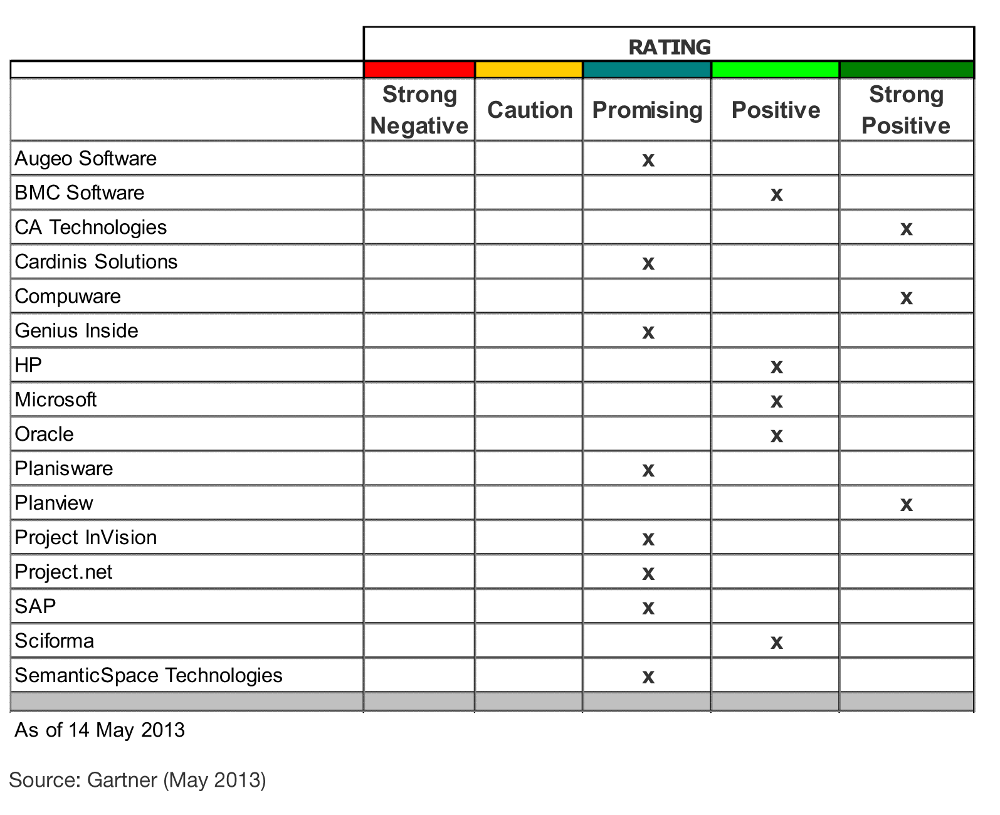 RATING
Strong Negative Caution Promising Positive Strong Positive
Augeo Software x
BMC Software x
CA Technologies x
Cardinis Solutions x
Compuware x
Genius Inside x
HP x
Microsoft x
Oracle x
Planisware x
Planview x
Project InVision x
Project.net x
SAP x
Sciforma x
SemanticSpace Technologies x
As of 14 May 2013
Source: Gartner (May 2013)